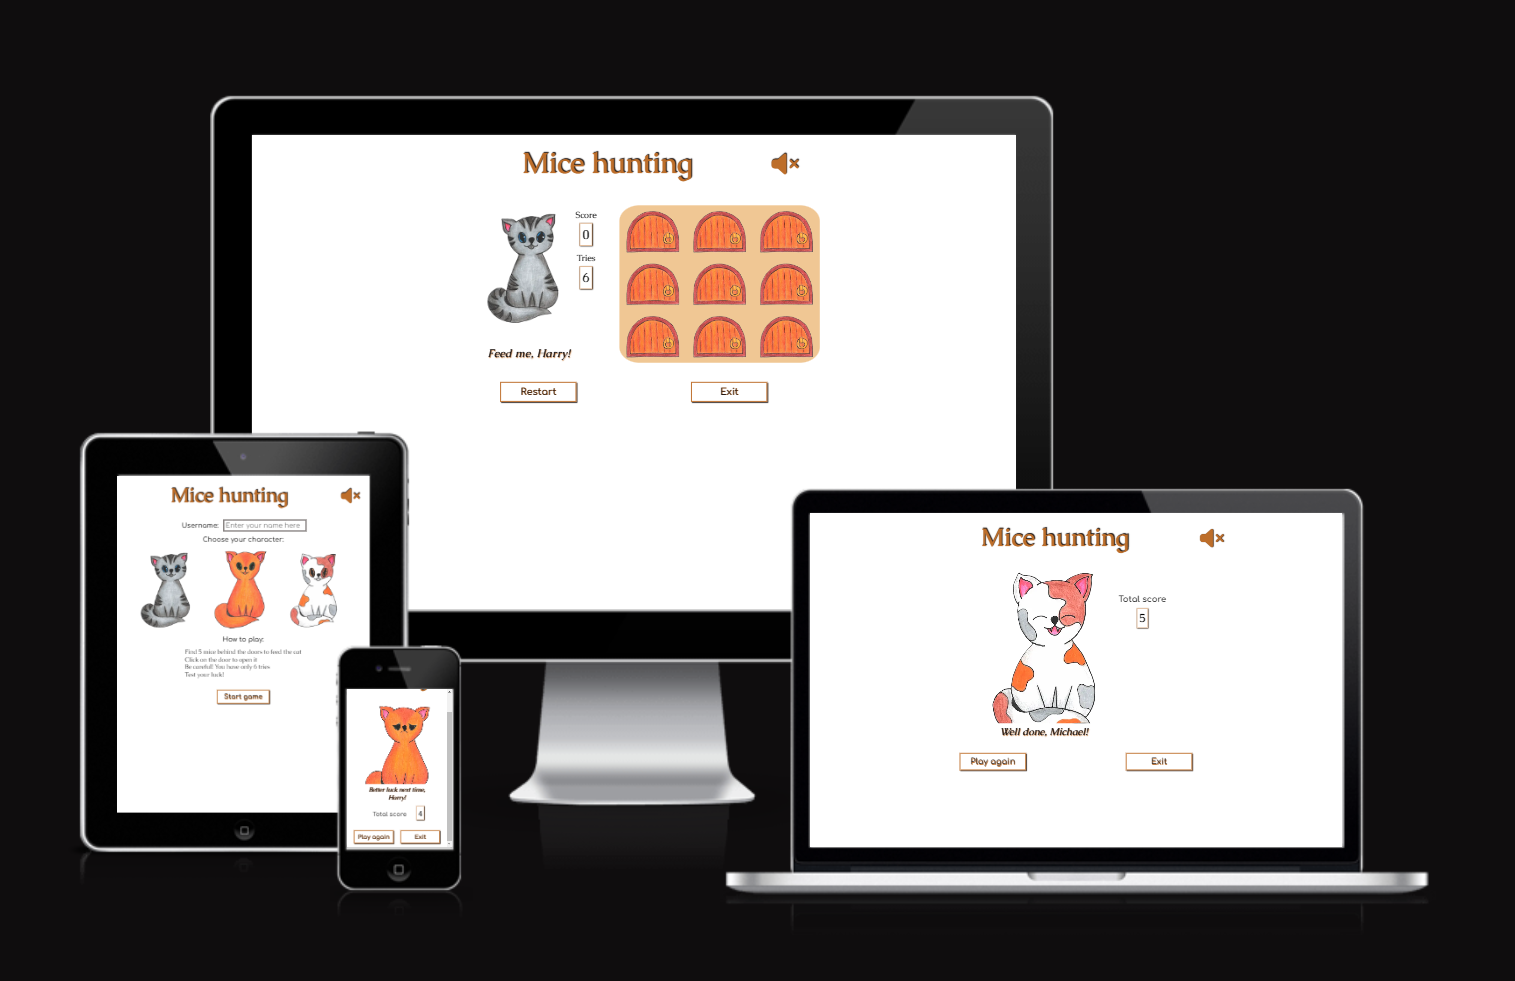 Mice hunting
Score
0
Tries
6
Feed me, Harry!
Restart
Exit
Mice hunting
Username:
Enter your name here
Choose your character:
How to play:
Find 5 mice behind the doors to feed the cat
Click on the door to open it
Be careful! You have only 6 tries
Test your luck!
Start game
Better luck next time,
Harry!
Total score
4
Play again
Exit
Mice hunting
Total score
5
Well done, Michael!
Play again
Exit